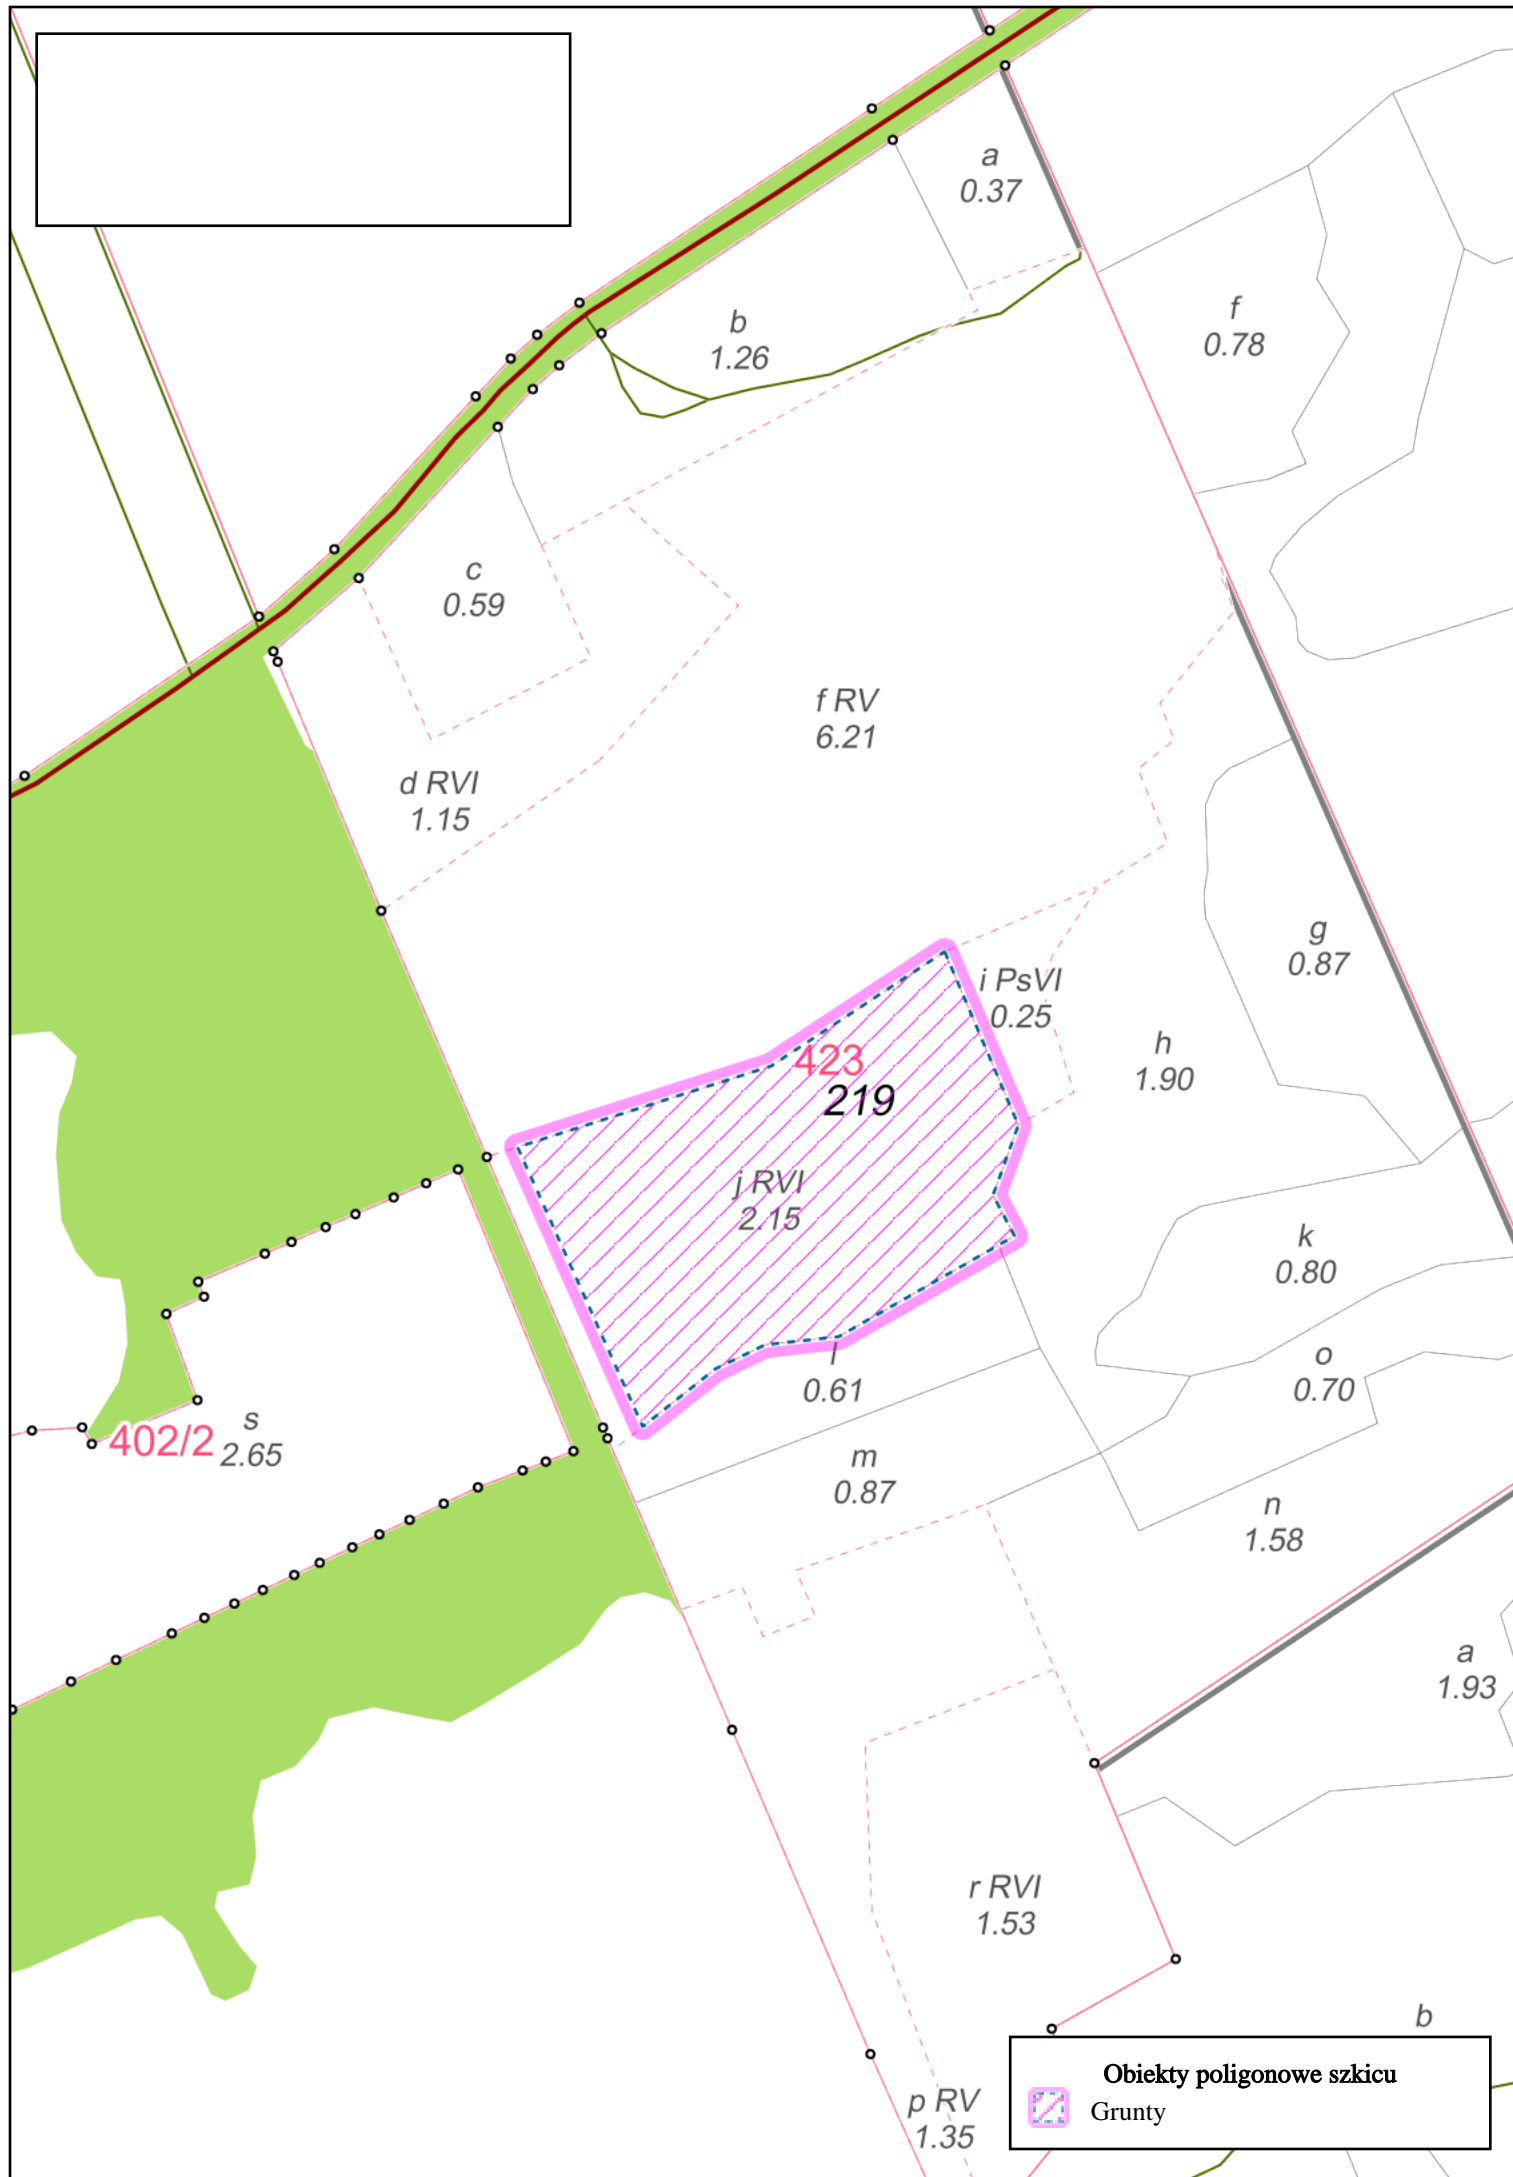 a
0.37
f
0.78
b
1.26
c
0.59
f RV
6.21
d RVI
1.15
g
0.87
i PsVI
0.25
h
1.90
423
219
j RVI
2.15
k
0.80
l
0.61
o
0.70
s
402/2
2.65
m
0.87
n
1.58
a
1.93
r RVI
1.53
b
p RV
1.35
Obiekty poligonowe szkicu
Grunty